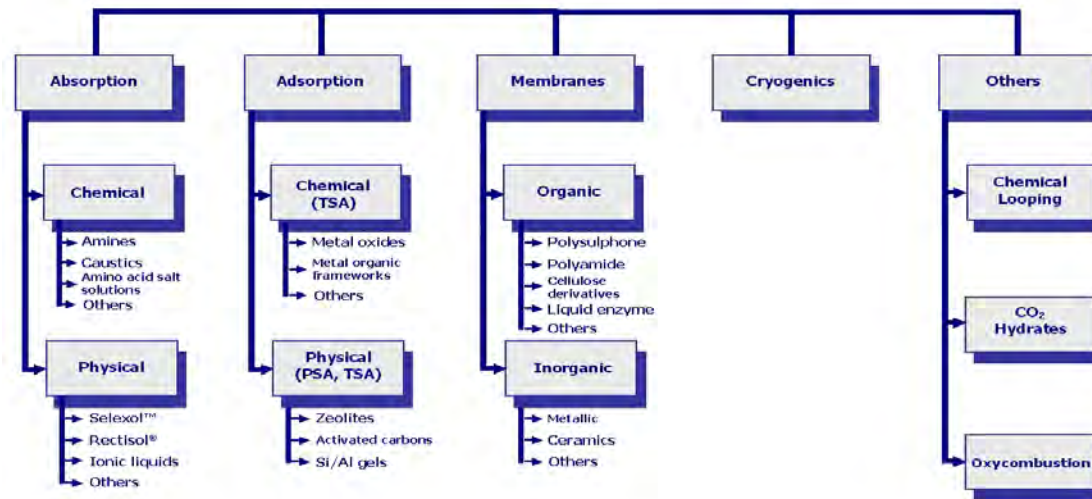 Absorption
Adsorption
Membranes
Cryogenics
Others
Chemical
Amines
Caustics
Amino acid salt
solutions
Others
Physical
Selexol™
Rectisol®
Ionic liquids
Others
Chemical
(TSA)
Metal oxides
Metal organic
frameworks
Others
Physical
(PSA, TSA)
Zeolites
Activated carbons
Si/Al gels
Organic
Polysulphone
Polyamide
Cellulose
derivatives
Liquid enzyme
Others
Inorganic
Metallic
Ceramics
Others
Chemical
Looping
CO₂
Hydrates
Oxycombustion